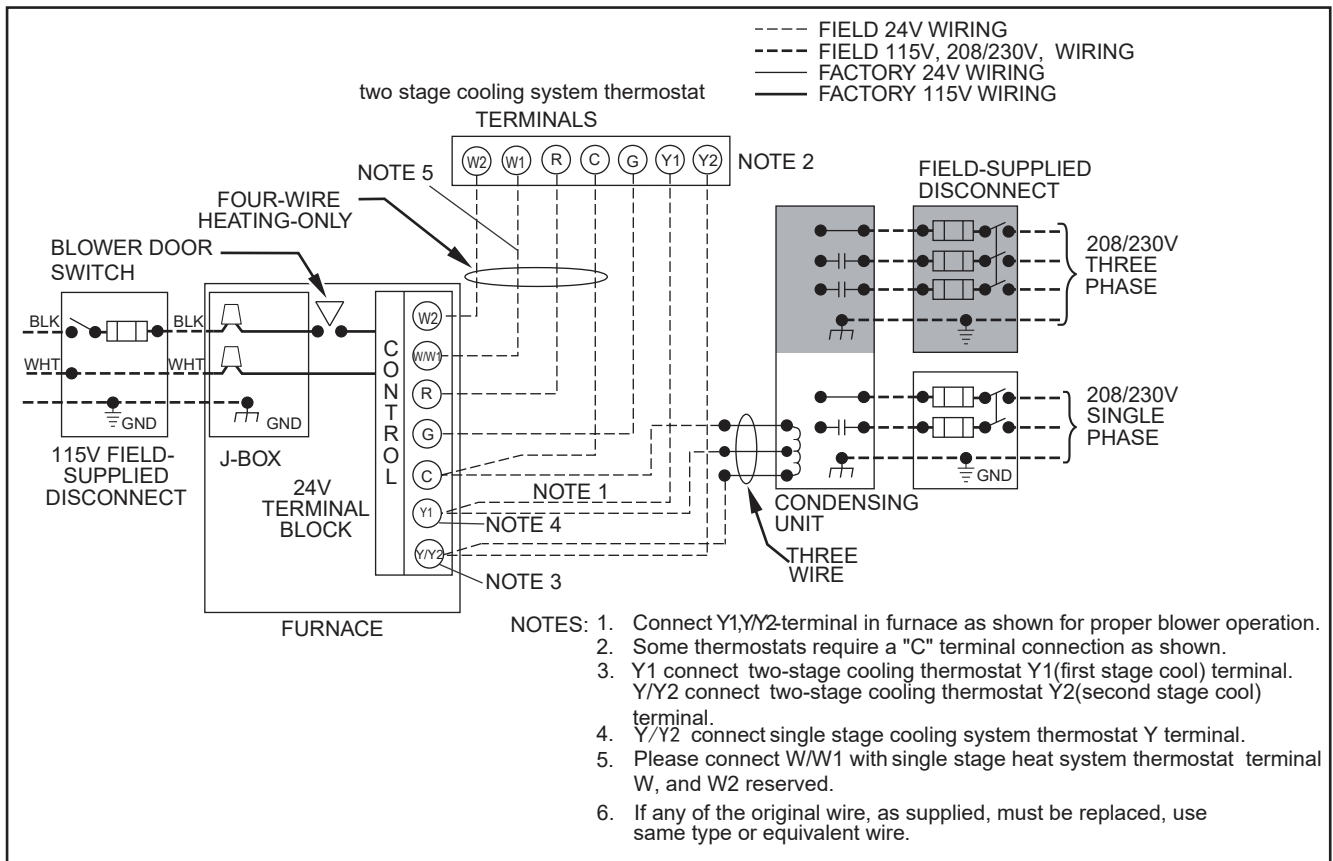 FIELD 24V WIRING
FIELD 115V, 208/230V, WIRING
FACTORY 24V WIRING
FACTORY 115V WIRING
two stage cooling system thermostat
TERMINALS
W2 W1 R C G Y1 Y2
NOTE 2
NOTE 5
FOUR-WIRE
HEATING-ONLY
BLOWER DOOR
SWITCH
FIELD-SUPPLIED
DISCONNECT
208/230V
THREE
PHASE
BLK
BLK
WHT
WHT
GND
GND
115V FIELD-
SUPPLIED
DISCONNECT
J-BOX
24V
TERMINAL
BLOCK
CONTROL
W2
W/W1
R
G
C
Y1
Y/Y2
NOTE 1
NOTE 4
NOTE 3
FURNACE
208/230V
SINGLE
PHASE
GND
CONDENSING
UNIT
THREE
WIRE
NOTES: 1. Connect Y1,Y/Y2-terminal in furnace as shown for proper blower operation.
2. Some thermostats require a "C" terminal connection as shown.
3. Y1 connect two-stage cooling thermostat Y1(first stage cool) terminal.
Y/Y2 connect two-stage cooling thermostat Y2(second stage cool)
terminal.
4. Y/Y2 connect single stage cooling system thermostat Y terminal.
5. Please connect W/W1 with single stage heat system thermostat terminal
W, and W2 reserved.
6. If any of the original wire, as supplied, must be replaced, use
same type or equivalent wire.